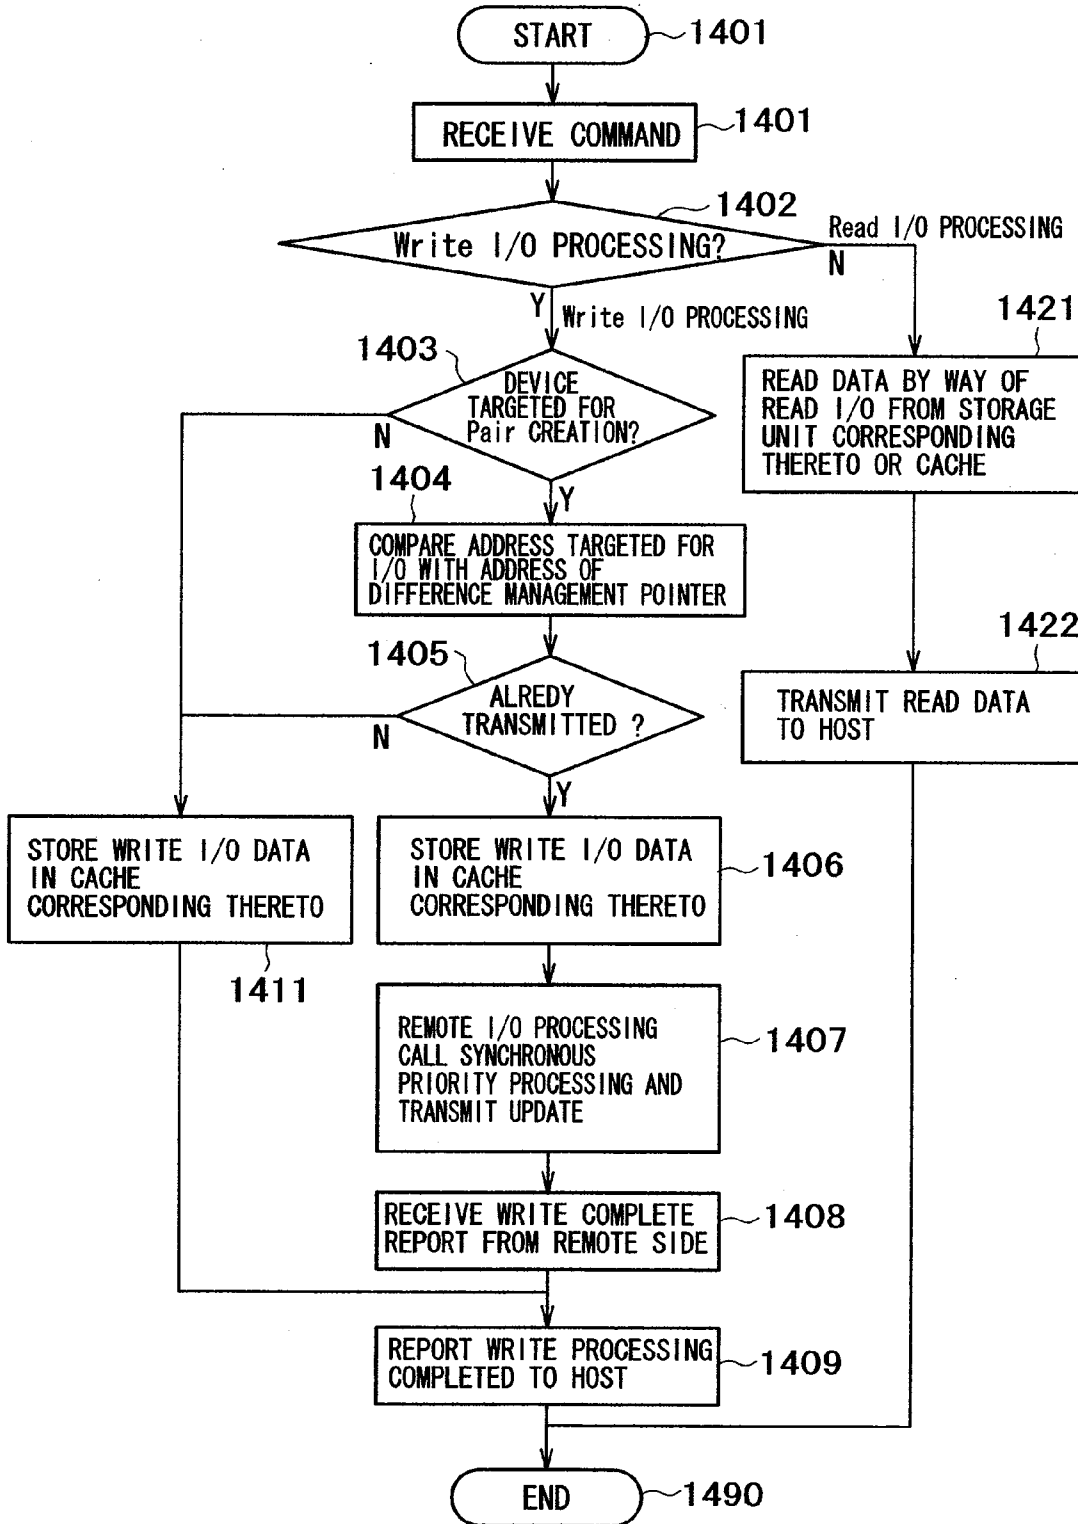 START
1401
RECEIVE COMMAND
1401
1402
Write I/O PROCESSING?
Read I/O PROCESSING
N
Y
Write I/O PROCESSING
1403
DEVICE
TARGETED FOR
Pair CREATION?
N
Y
1421
READ DATA BY WAY OF
READ I/O FROM STORAGE
UNIT CORRESPONDING
THERETO OR CACHE
1404
COMPARE ADDRESS TARGETED FOR
I/O WITH ADDRESS OF
DIFFERENCE MANAGEMENT POINTER
1405
ALREDY
TRANSMITTED ?
N
Y
1422
TRANSMIT READ DATA
TO HOST
STORE WRITE I/O DATA
IN CACHE
CORRESPONDING THERETO
1411
STORE WRITE I/O DATA
IN CACHE
CORRESPONDING THERETO
1406
REMOTE I/O PROCESSING
CALL SYNCHRONOUS
PRIORITY PROCESSING AND
TRANSMIT UPDATE
1407
RECEIVE WRITE COMPLETE
REPORT FROM REMOTE SIDE
1408
REPORT WRITE PROCESSING
COMPLETED TO HOST
1409
END
1490